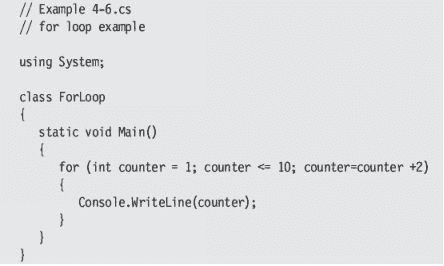 // Example 4-6.cs
// for loop example
using System;
class ForLoop
{
static void Main()
{
for (int counter = 1; counter <= 10; counter=counter +2)
{
Console.WriteLine(counter);
}
}
}